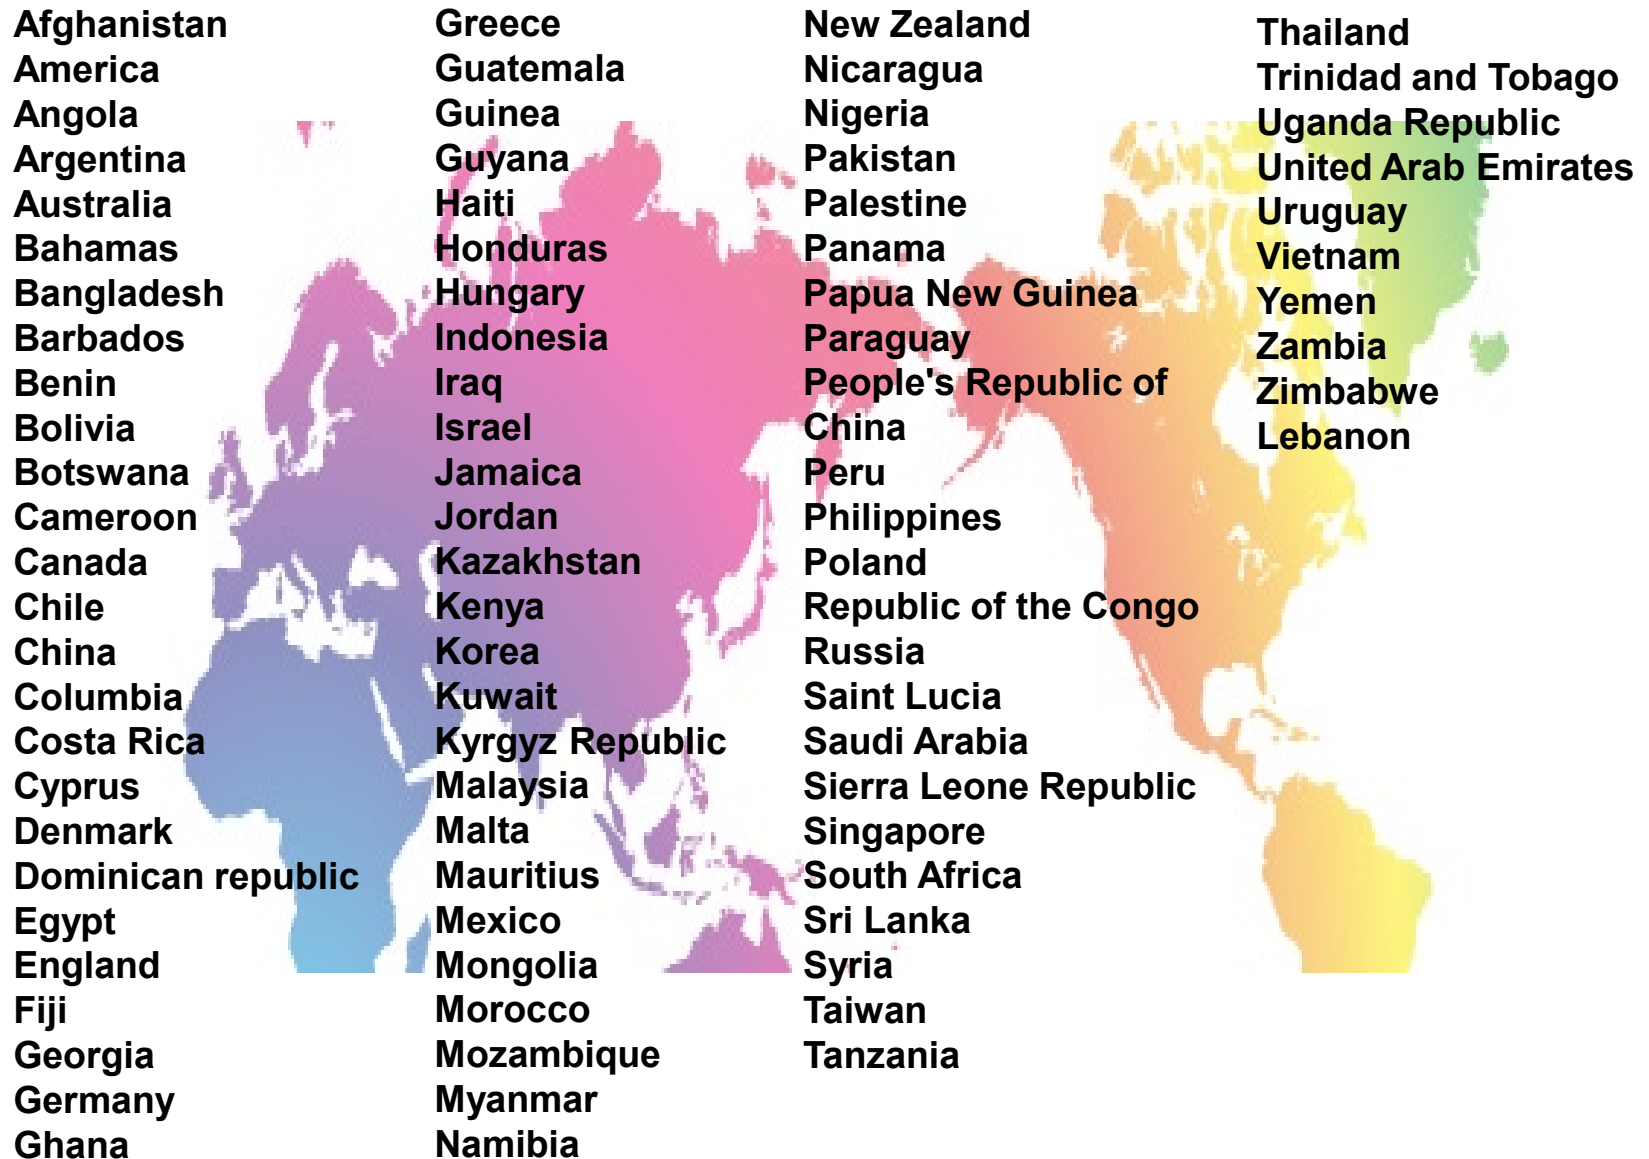 Afghanistan
America
Angola
Argentina
Australia
Bahamas
Bangladesh
Barbados
Benin
Bolivia
Botswana
Cameroon
Canada
Chile
China
Columbia
Costa Rica
Cyprus
Denmark
Dominican republic
Egypt
England
Fiji
Georgia
Germany
Ghana
Greece
Guatemala
Guinea
Guyana
Haiti
Honduras
Hungary
Indonesia
Iraq
Israel
Jamaica
Jordan
Kazakhstan
Kenya
Korea
Kuwait
Kyrgyz Republic
Malaysia
Malta
Mauritius
Mexico
Mongolia
Morocco
Mozambique
Myanmar
Namibia
New Zealand
Nicaragua
Nigeria
Pakistan
Palestine
Panama
Papua New Guinea
Paraguay
People's Republic of
China
Peru
Philippines
Poland
Republic of the Congo
Russia
Saint Lucia
Saudi Arabia
Sierra Leone Republic
Singapore
South Africa
Sri Lanka
Syria
Taiwan
Tanzania
Thailand
Trinidad and Tobago
Uganda Republic
United Arab Emirates
Uruguay
Vietnam
Yemen
Zambia
Zimbabwe
Lebanon